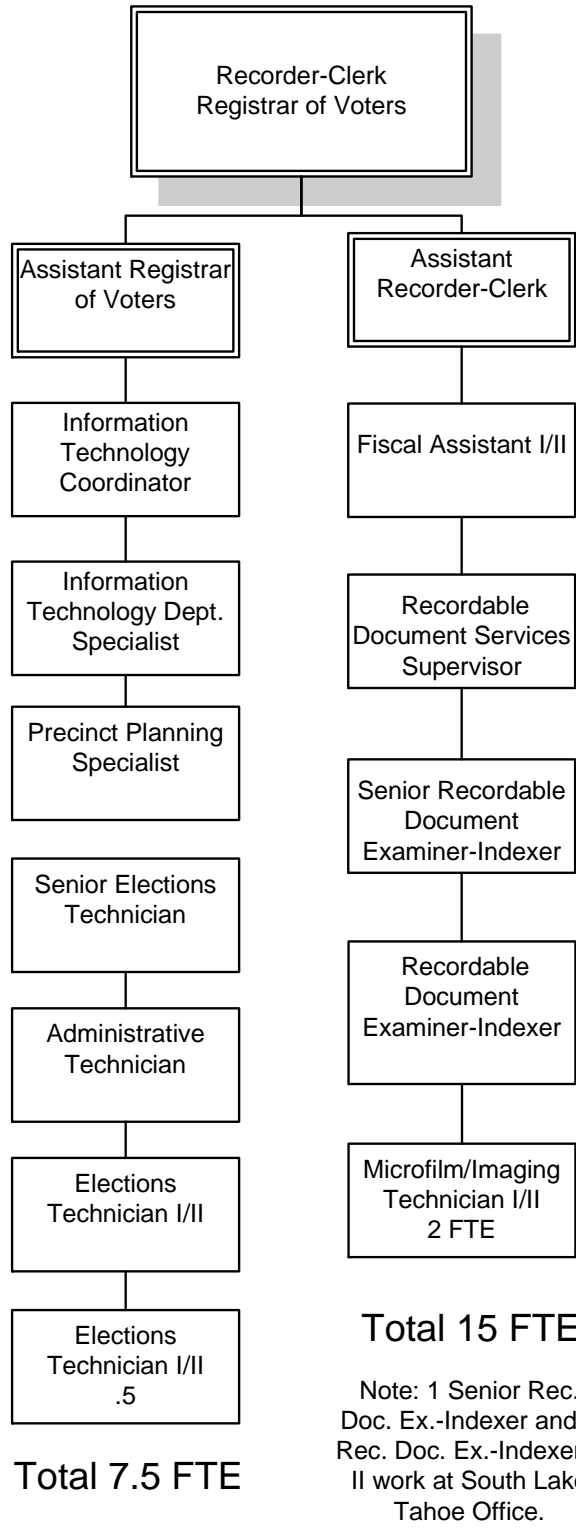 Recorder-Clerk
Registrar of Voters
Assistant Registrar
of Voters
Information
Technology
Coordinator
Information
Technology Dept.
Specialist
Precinct Planning
Specialist
Senior Elections
Technician
Administrative
Technician
Elections
Technician I/II
Elections
Technician I/II
.5
Total 7.5 FTE
Assistant
Recorder-Clerk
Fiscal Assistant I/II
Recordable
Document Services
Supervisor
Senior Recordable
Document
Examiner-Indexer
Recordable
Document
Examiner-Indexer
Microfilm/Imaging
Technician I/II
2 FTE
Total 15 FTE
Note: 1 Senior Rec.
Doc. Ex.-Indexer and
Rec. Doc. Ex.-Indexer
II work at South Lake
Tahoe Office.